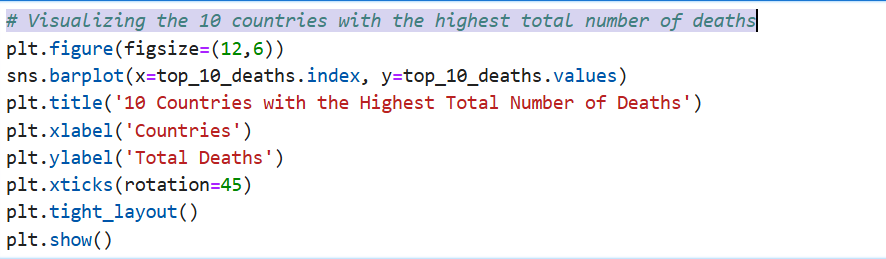 # Visualizing the 10 countries with the highest total number of deaths
plt.figure(figsize=(12,6))
sns.barplot(x=top_10_deaths.index, y=top_10_deaths.values)
plt.title('10 Countries with the Highest Total Number of Deaths')
plt.xlabel('Countries')
plt.ylabel('Total Deaths')
plt.xticks(rotation=45)
plt.tight_layout()
plt.show()